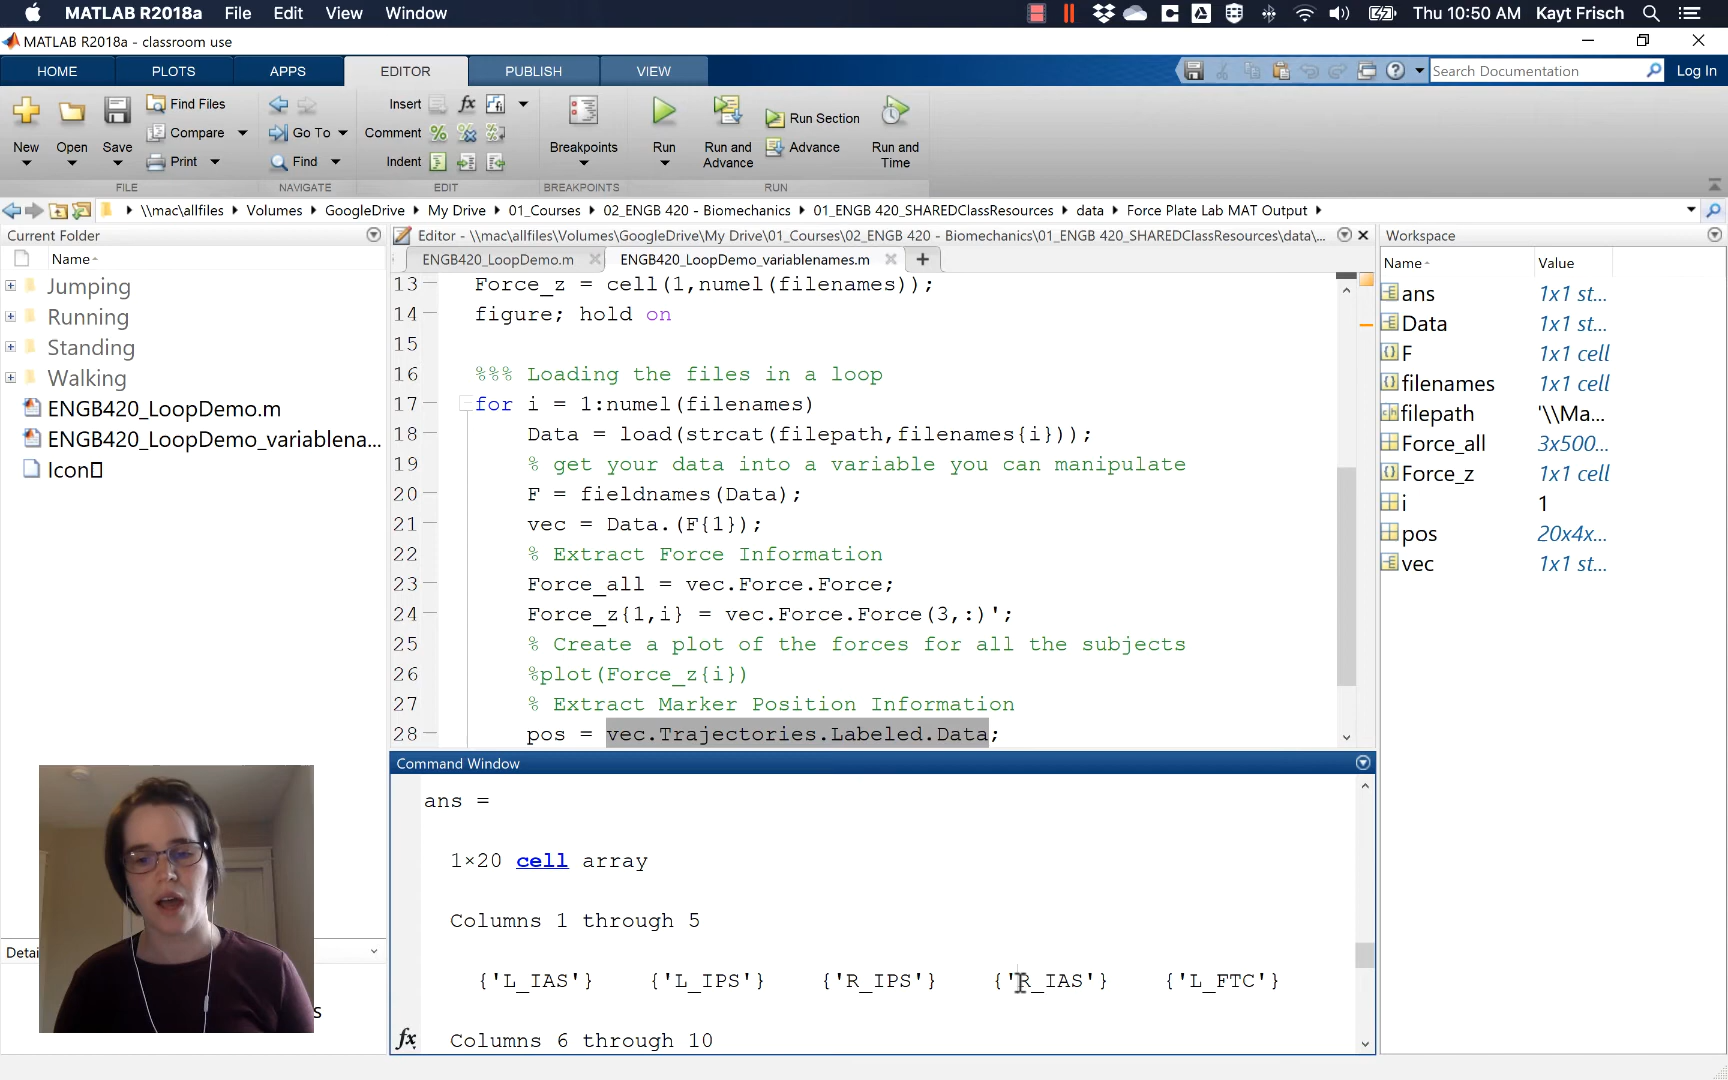 MATLAB R2018a File Edit View Window Thu 10:50 AM Kayt Frisch
MATLAB R2018a - classroom use
HOME PLOTS APPS EDITOR PUBLISH VIEW Search Documentation Log In
New Open Save Find Files Compare Print
Go To Find
Insert fx
Comment
Indent
Breakpoints
Run
Run and Advance
Run Section
Advance
Run and Time
FILE NAVIGATE EDIT BREAKPOINTS RUN
\\mac\allfiles Volumes GoogleDrive My Drive 01_Courses 02_ENGB 420 - Biomechanics 01_ENGB 420_SHAREDClassResources data Force Plate Lab MAT Output
Current Folder
Name
Jumping
Running
Standing
Walking
ENGB420_LoopDemo.m
ENGB420_LoopDemo_variablena...
Icon
Detai
s
Editor - \\mac\allfiles\Volumes\GoogleDrive\My Drive\01_Courses\02_ENGB 420 - Biomechanics\01_ENGB 420_SHAREDClassResources\data\...
ENGB420_LoopDemo.m ENGB420_LoopDemo_variablenames.m
13 Force_z = cell(1,numel(filenames));
14 figure; hold on
15
16 %%% Loading the files in a loop
17 for i = 1:numel(filenames)
18 Data = load(strcat(filepath,filenames{i}));
19 % get your data into a variable you can manipulate
20 F = fieldnames(Data);
21 vec = Data.(F{1});
22 % Extract Force Information
23 Force_all = vec.Force.Force;
24 Force_z{1,i} = vec.Force.Force(3,:)';
25 % Create a plot of the forces for all the subjects
26 %plot(Force_z{i})
27 % Extract Marker Position Information
28 pos = vec.Trajectories.Labeled.Data;
Command Window
ans =
1×20 cell array
Columns 1 through 5
{'L_IAS'} {'L_IPS'} {'R_IPS'} {'R_IAS'} {'L_FTC'}
fx Columns 6 through 10
Workspace
Name Value
ans 1x1 st...
Data 1x1 st...
F 1x1 cell
filenames 1x1 cell
filepath '\\Ma...
Force_all 3x500...
Force_z 1x1 cell
i 1
pos 20x4x...
vec 1x1 st...